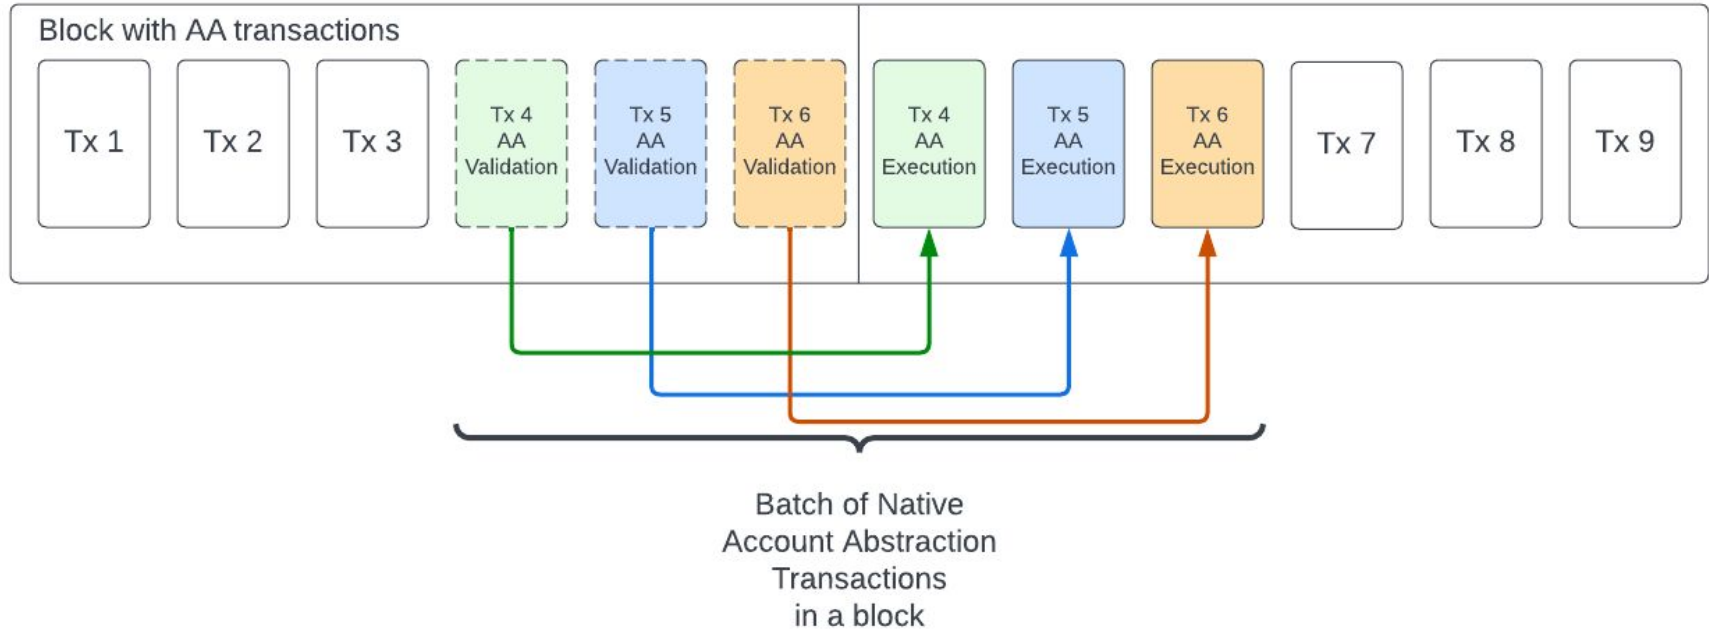 Block with AA transactions
Tx 1
Tx 2
Tx 3
Tx 4
AA
Validation
Tx 5
AA
Validation
Tx 6
AA
Validation
Tx 4
AA
Execution
Tx 5
AA
Execution
Tx 6
AA
Execution
Tx 7
Tx 8
Tx 9
Batch of Native
Account Abstraction
Transactions
in a block